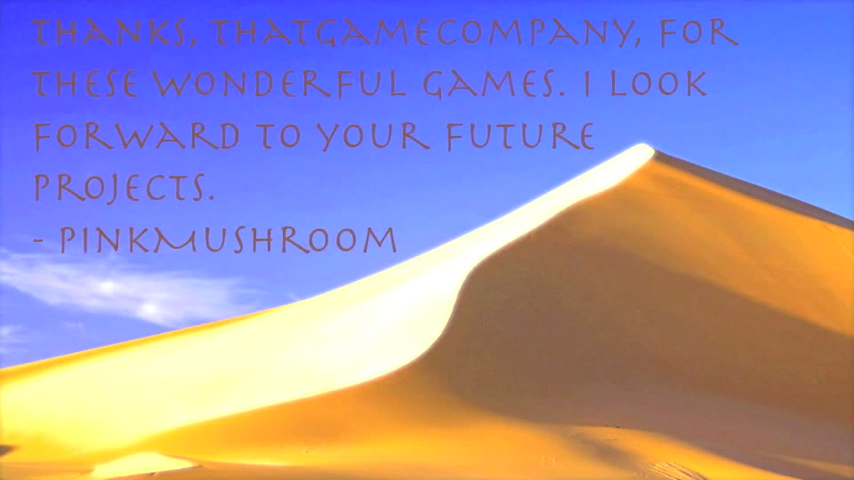 THANKS, THATGAMECOMPANY, FOR
THESE WONDERFUL GAMES. I LOOK
FORWARD TO YOUR FUTURE
PROJECTS.
- PINKMUSHROOM